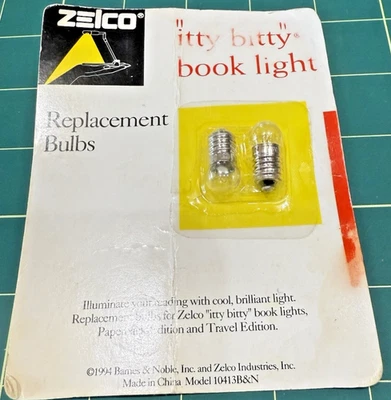 ZELCO®
"itty bitty"®
book light
Replacement
Bulbs
Illuminate your reading with cool, brilliant light.
Replacement bulbs for Zelco "itty bitty" book lights,
Paperback Edition and Travel Edition.
©1994 Barnes & Noble, Inc. and Zelco Industries, Inc.
Made in China Model 10413B&N